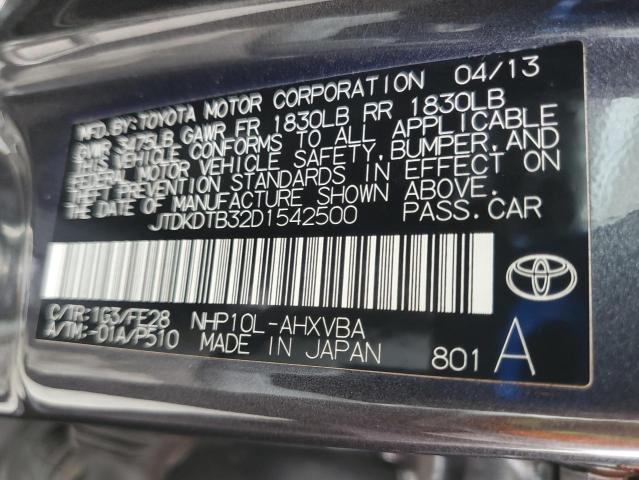 MFD. BY: TOYOTA MOTOR CORPORATION 04/13
GVWR 3475LB GAWR FR 1830LB RR 1830LB
THIS VEHICLE CONFORMS TO ALL APPLICABLE
FEDERAL MOTOR VEHICLE SAFETY, BUMPER, AND
THEFT PREVENTION STANDARDS IN EFFECT ON
THE DATE OF MANUFACTURE SHOWN ABOVE.
JTDKDTB32D1542500 PASS.CAR
C/TR:1G3/FE28 NHP10L-AHXVBA
A/TM:-01A/P510 MADE IN JAPAN 801 A